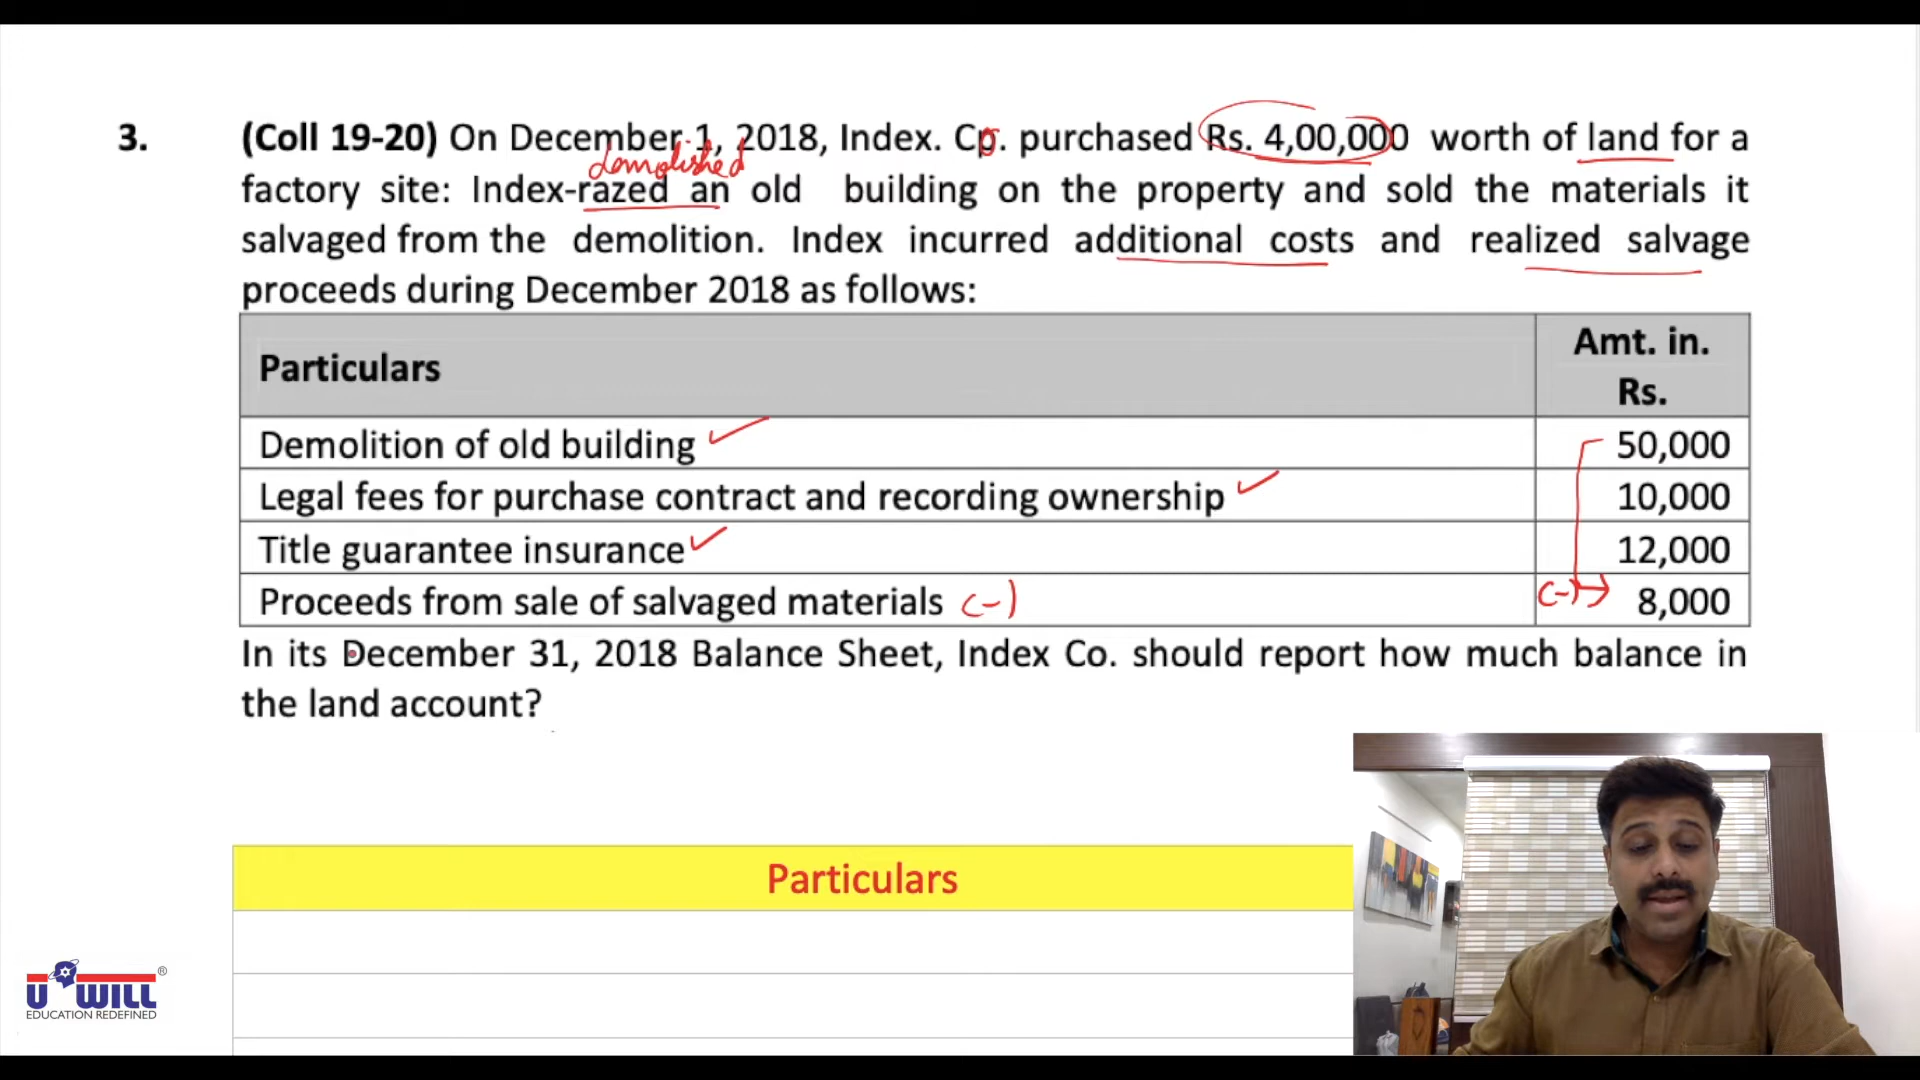 3. (Coll 19-20) On December 1, 2018, Index. Cp. purchased Rs. 4,00,000 worth of land for a
demolished
factory site: Index-razed an old building on the property and sold the materials it
salvaged from the demolition. Index incurred additional costs and realized salvage
proceeds during December 2018 as follows:
Particulars Amt. in. Rs.
Demolition of old building 50,000
Legal fees for purchase contract and recording ownership 10,000
Title guarantee insurance 12,000
Proceeds from sale of salvaged materials (-) (-) 8,000
In its December 31, 2018 Balance Sheet, Index Co. should report how much balance in
the land account?
Particulars
U WILL ®
EDUCATION REDEFINED